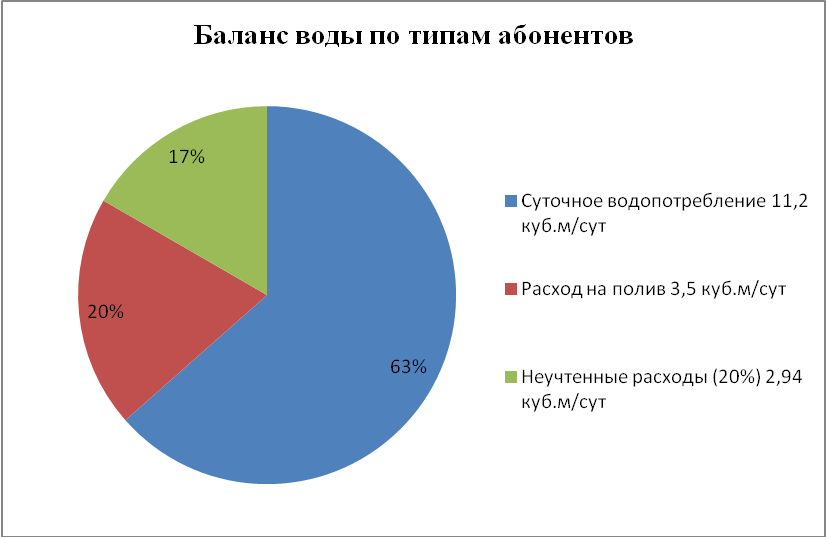 Баланс воды по типам абонентов
17%
20%
63%
Суточное водопотребление 11,2
куб.м/сут
Расход на полив 3,5 куб.м/сут
Неучтенные расходы (20%) 2,94
куб.м/сут